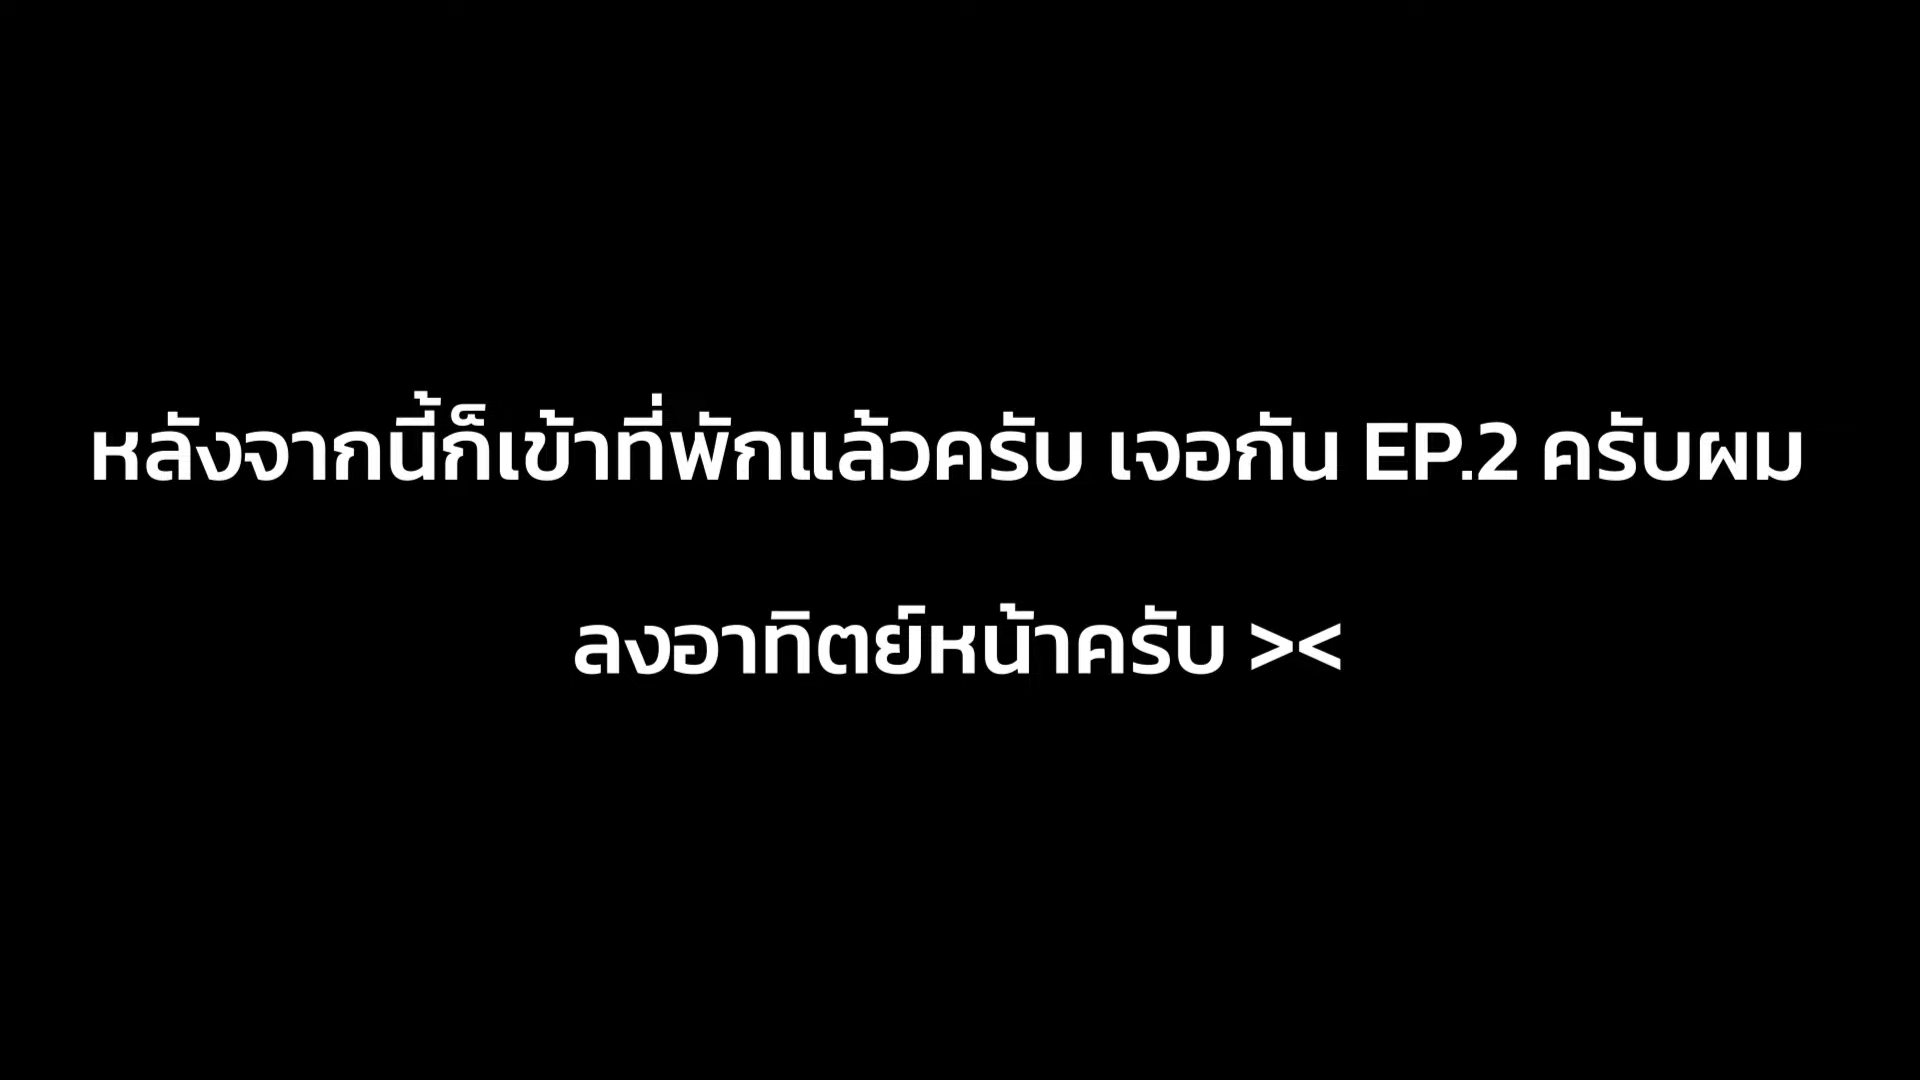 หลังจากนี้ก็เข้าที่พักแล้วครับ เจอกัน EP.2 ครับผม
ลงอาทิตย์หน้าครับ ><